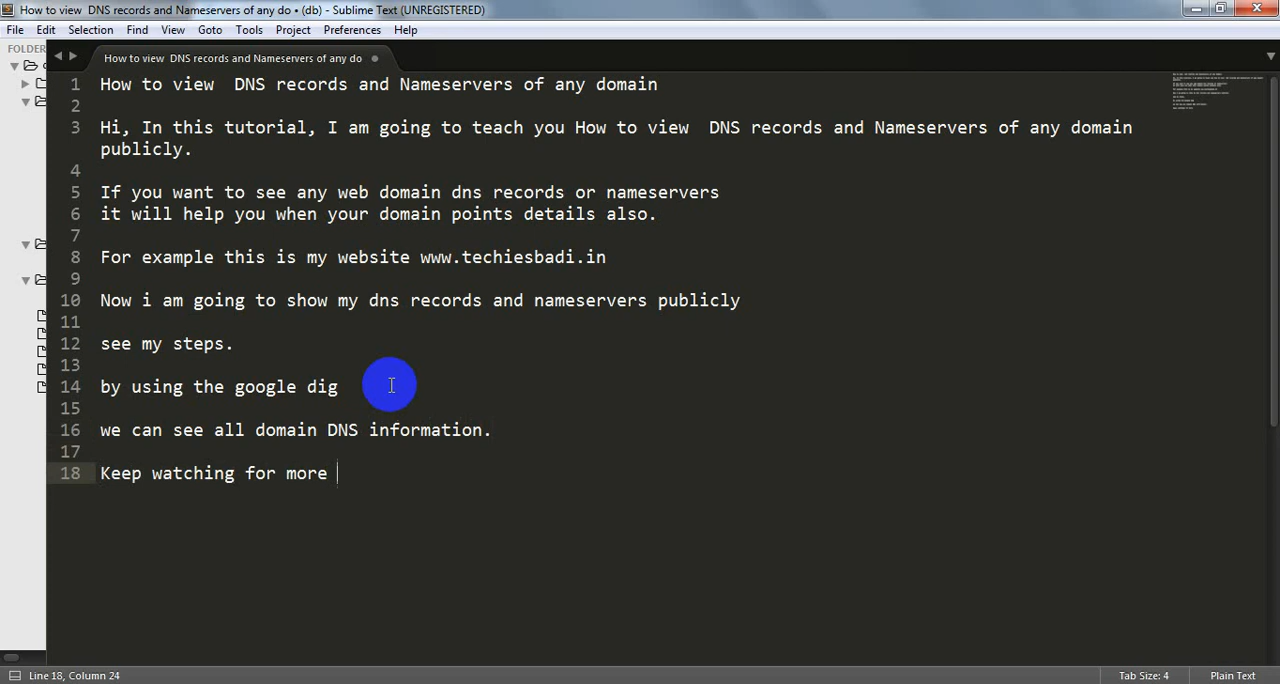 How to view  DNS records and Nameservers of any do • (db) - Sublime Text (UNREGISTERED)
File Edit Selection Find View Goto Tools Project Preferences Help
FOLDER
How to view  DNS records and Nameservers of any do
1 How to view  DNS records and Nameservers of any domain
2
3 Hi, In this tutorial, I am going to teach you How to view  DNS records and Nameservers of any domain
publicly.
4
5 If you want to see any web domain dns records or nameservers
6 it will help you when your domain points details also.
7
8 For example this is my website www.techiesbadi.in
9
10 Now i am going to show my dns records and nameservers publicly
11
12 see my steps.
13
14 by using the google dig
15
16 we can see all domain DNS information.
17
18 Keep watching for more
Line 18, Column 24 Tab Size: 4 Plain Text